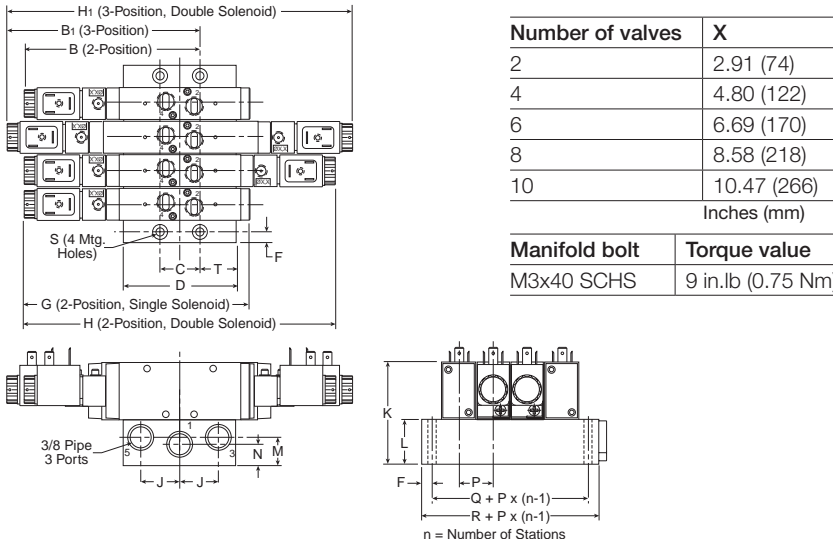 H1 (3-Position, Double Solenoid)
B1 (3-Position)
B (2-Position)
S (4 Mtg.
Holes)
F
C
T
D
G (2-Position, Single Solenoid)
H (2-Position, Double Solenoid)
Number of valves X
2 2.91 (74)
4 4.80 (122)
6 6.69 (170)
8 8.58 (218)
10 10.47 (266)
Inches (mm)
Manifold bolt Torque value
M3x40 SCHS 9 in.lb (0.75 Nm)
3/8 Pipe
3 Ports
5
1
3
N
M
J
J
K
L
F
P
Q + P x (n-1)
R + P x (n-1)
n = Number of Stations